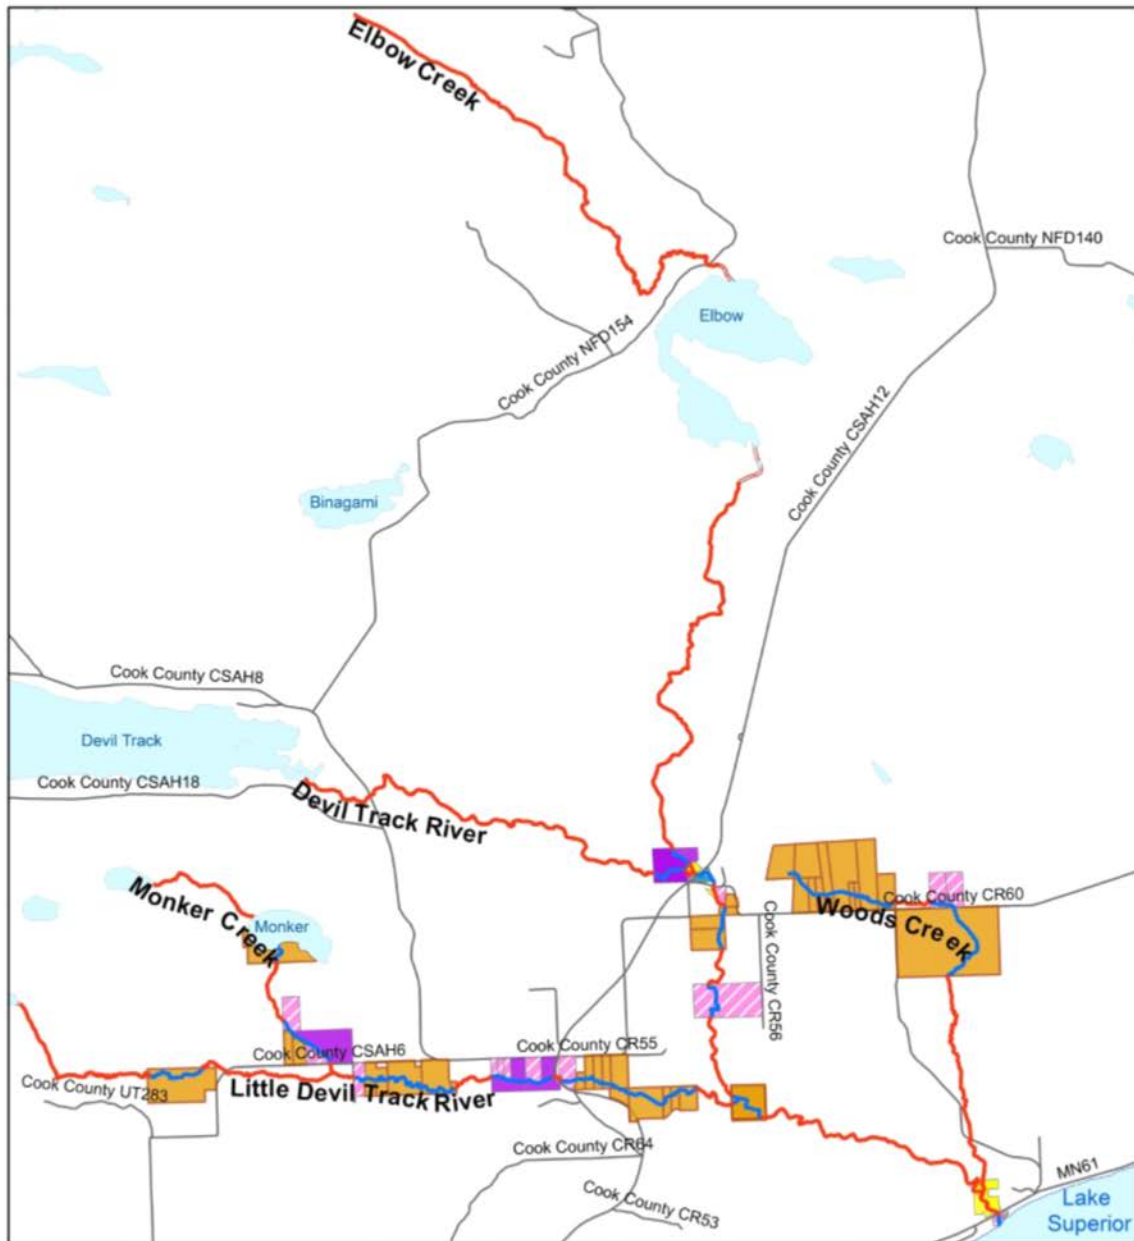 Elbow Creek
Cook County NFD140
Elbow
Cook County NFD154
Cook County CSAH12
Binagami
Cook County CSAH8
Devil Track
Cook County CSAH18
Devil Track River
Monker Creek
Monker
Cook County CR60
Woods Creek
Cook County CR56
Cook County CR55
Cook County CSAH6
Cook County UT283
Little Devil Track River
Cook County CR64
MN61
Cook County CR53
Lake
Superior